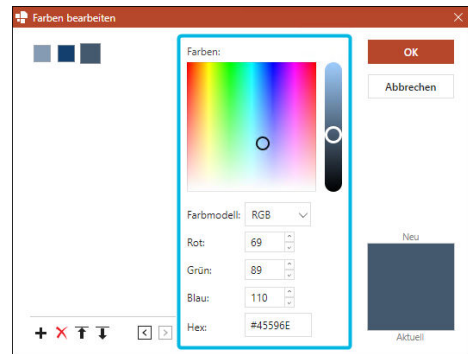 Farben bearbeiten
Farben:
OK
Abbrechen
Farbmodell: RGB
Rot: 69
Grün: 89
Blau: 110
Hex: #45596E
Neu
Aktuell